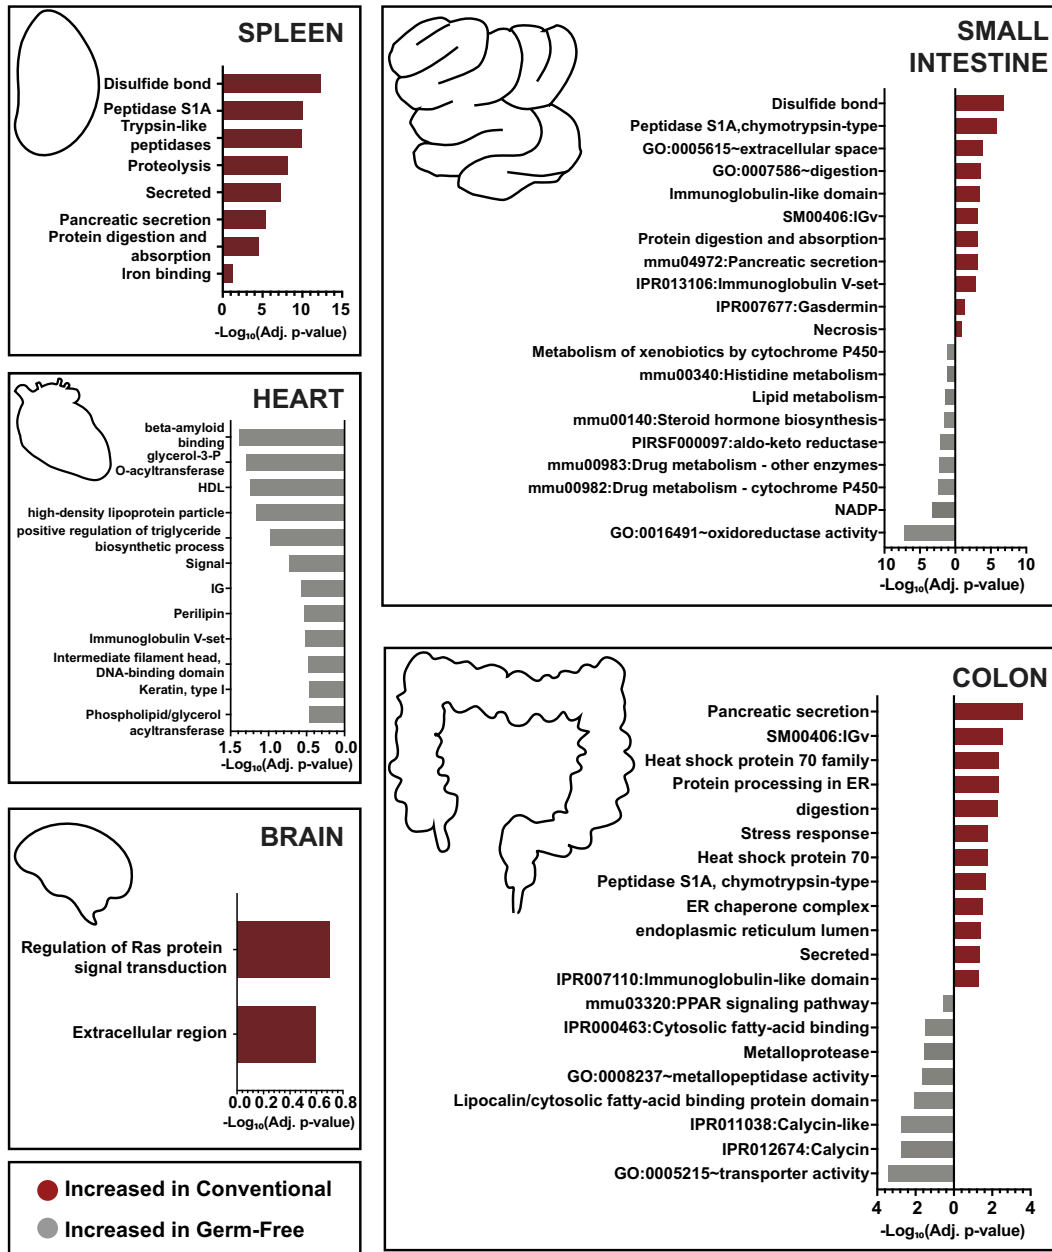 SPLEEN
Disulfide bond
Peptidase S1A
Trypsin-like
peptidases
Proteolysis
Secreted
Pancreatic secretion
Protein digestion and
absorption
Iron binding
0 5 10 15
-Log₁₀(Adj. p-value)
HEART
beta-amyloid
binding
glycerol-3-P
O-acyltransferase
HDL
high-density lipoprotein particle
positive regulation of triglyceride
biosynthetic process
Signal
IG
Perilipin
Immunoglobulin V-set
Intermediate filament head,
DNA-binding domain
Keratin, type I
Phospholipid/glycerol
acyltransferase
1.5 1.0 0.5 0.0
-Log₁₀(Adj. p-value)
BRAIN
Regulation of Ras protein
signal transduction
Extracellular region
0.0 0.2 0.4 0.6 0.8
-Log₁₀(Adj. p-value)
Increased in Conventional
Increased in Germ-Free
SMALL
INTESTINE
Disulfide bond
Peptidase S1A,chymotrypsin-type
GO:0005615~extracellular space
GO:0007586~digestion
Immunoglobulin-like domain
SM00406:IGv
Protein digestion and absorption
mmu04972:Pancreatic secretion
IPR013106:Immunoglobulin V-set
IPR007677:Gasdermin
Necrosis
Metabolism of xenobiotics by cytochrome P450
mmu00340:Histidine metabolism
Lipid metabolism
mmu00140:Steroid hormone biosynthesis
PIRSF000097:aldo-keto reductase
mmu00983:Drug metabolism - other enzymes
mmu00982:Drug metabolism - cytochrome P450
NADP
GO:0016491~oxidoreductase activity
10 5 0 5 10
-Log₁₀(Adj. p-value)
COLON
Pancreatic secretion
SM00406:IGv
Heat shock protein 70 family
Protein processing in ER
digestion
Stress response
Heat shock protein 70
Peptidase S1A, chymotrypsin-type
ER chaperone complex
endoplasmic reticulum lumen
Secreted
IPR007110:Immunoglobulin-like domain
mmu03320:PPAR signaling pathway
IPR000463:Cytosolic fatty-acid binding
Metalloprotease
GO:0008237~metallopeptidase activity
Lipocalin/cytosolic fatty-acid binding protein domain
IPR011038:Calycin-like
IPR012674:Calycin
GO:0005215~transporter activity
4 2 0 2 4
-Log₁₀(Adj. p-value)